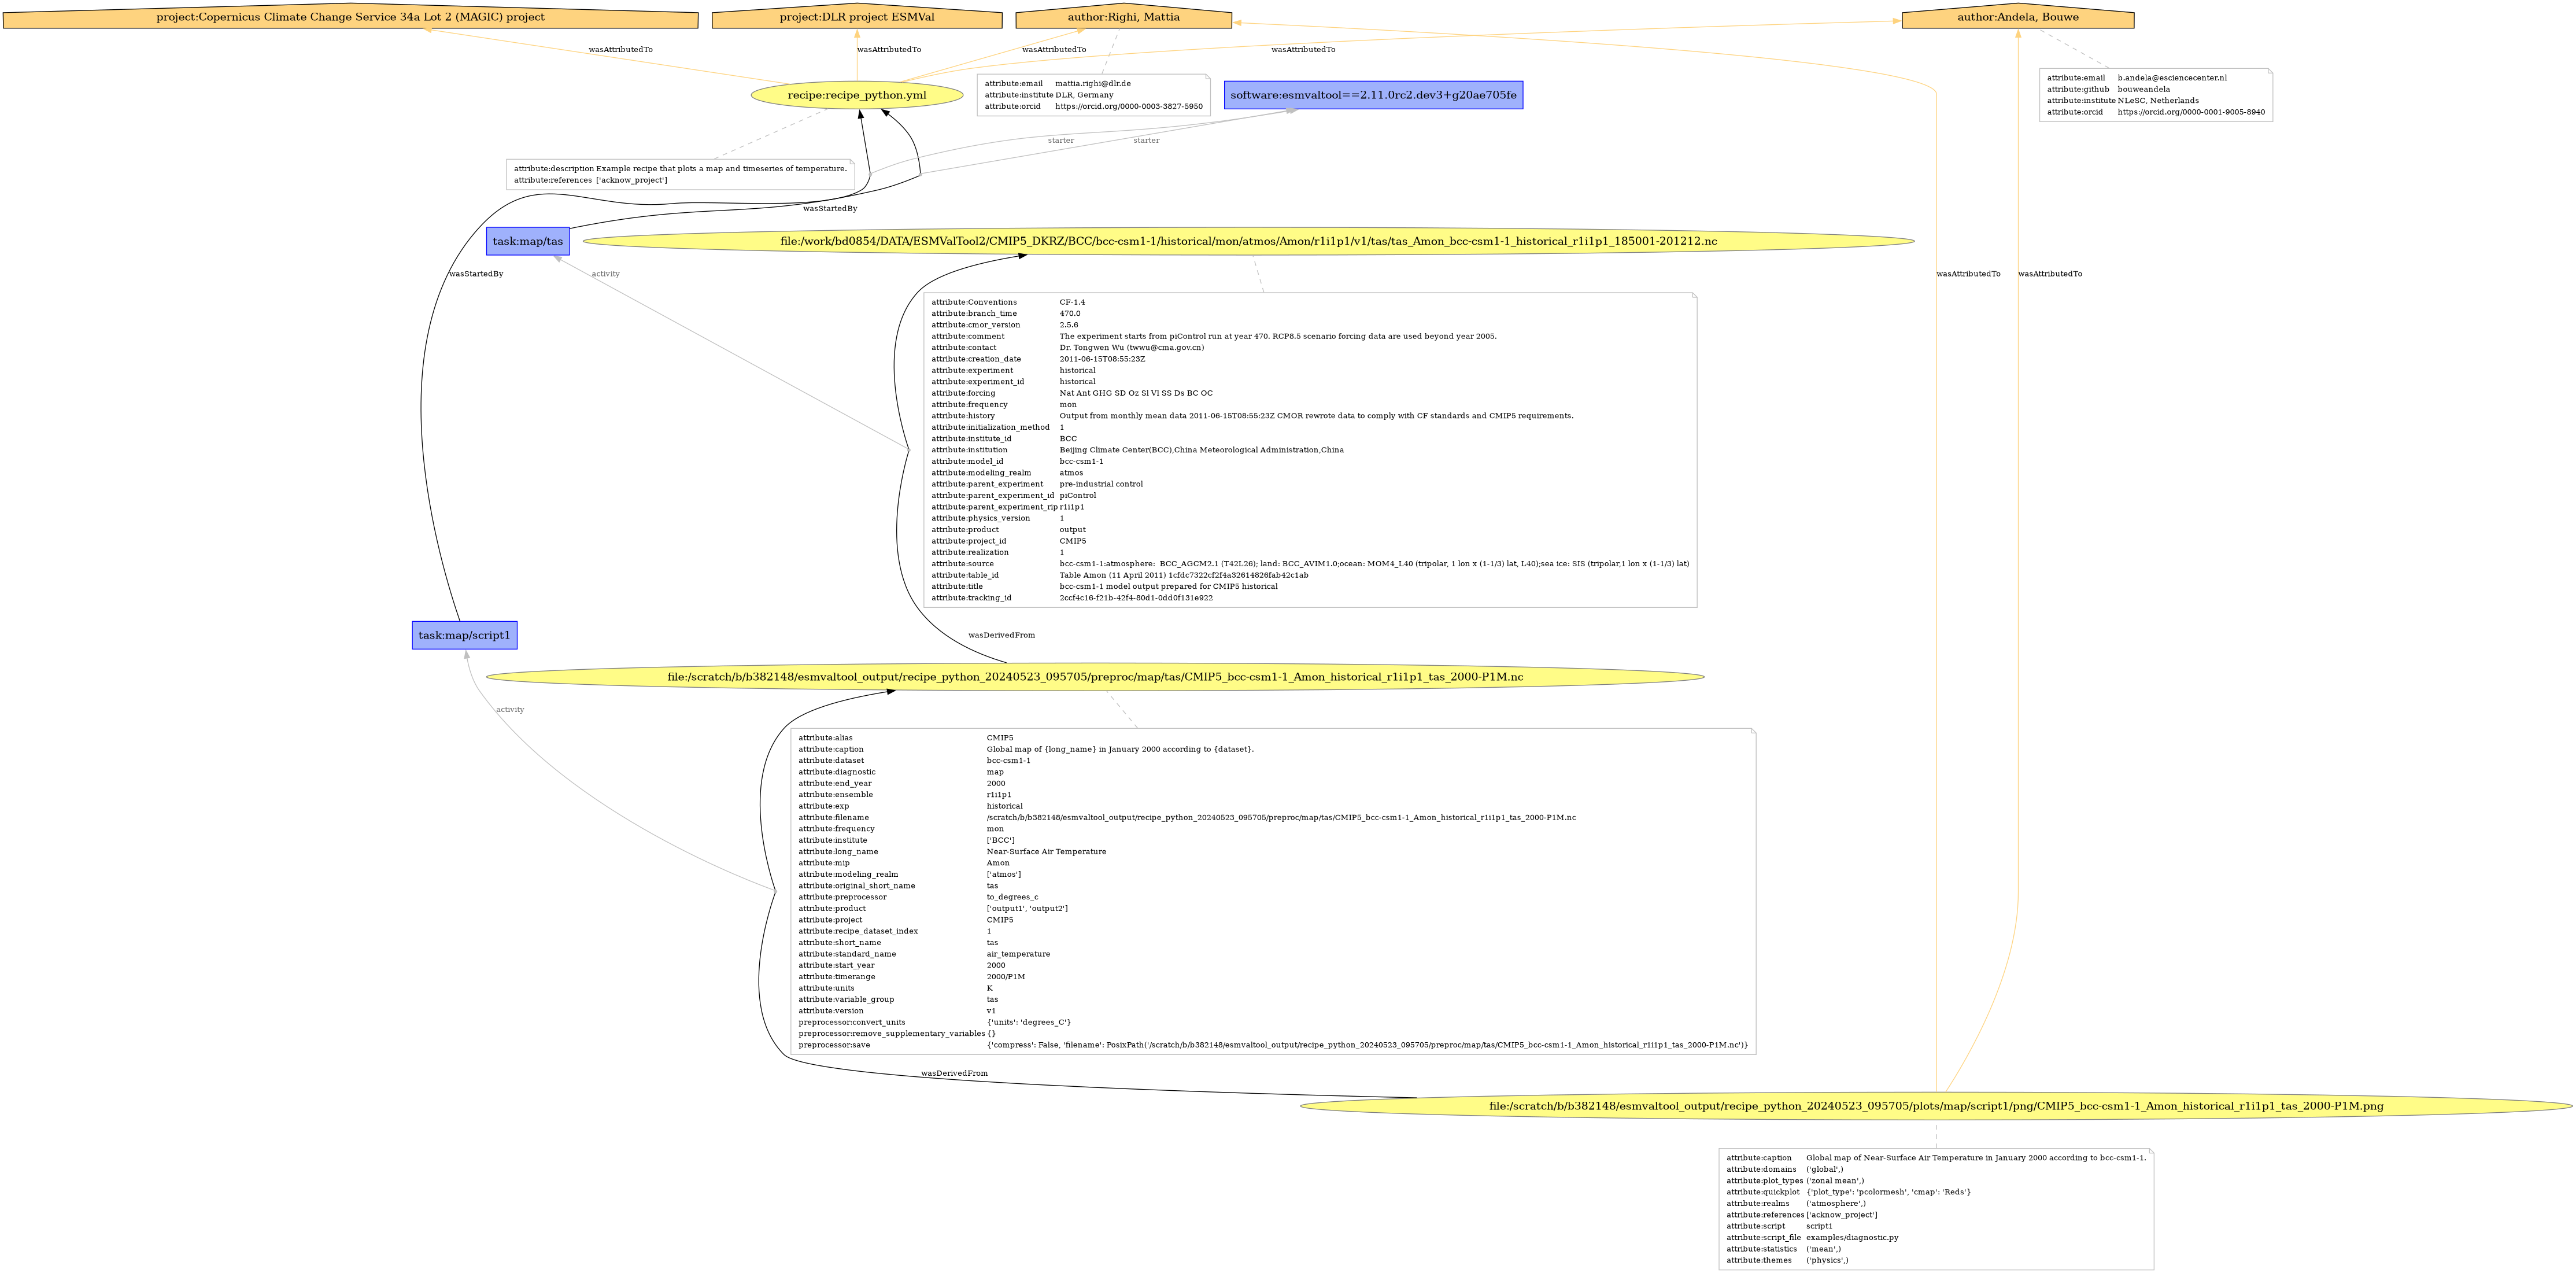 project:Copernicus Climate Change Service 34a Lot 2 (MAGIC) project
project:DLR project ESMVal
author:Righi, Mattia
author:Andela, Bouwe
wasAttributedTo
wasAttributedTo
wasAttributedTo
wasAttributedTo
recipe:recipe_python.yml
attribute:email mattia.righi@dlr.de
attribute:institute DLR, Germany
attribute:orcid https://orcid.org/0000-0003-3827-5950
software:esmvaltool==2.11.0rc2.dev3+g20ae705fe
attribute:email b.andela@esciencecenter.nl
attribute:github bouweandela
attribute:institute NLeSC, Netherlands
attribute:orcid https://orcid.org/0000-0001-9005-8940
starter
starter
attribute:description Example recipe that plots a map and timeseries of temperature.
attribute:references ['acknow_project']
wasStartedBy
task:map/tas
file:/work/bd0854/DATA/ESMValTool2/CMIP5_DKRZ/BCC/bcc-csm1-1/historical/mon/atmos/Amon/r1i1p1/v1/tas/tas_Amon_bcc-csm1-1_historical_r1i1p1_185001-201212.nc
wasStartedBy
activity
wasAttributedTo
wasAttributedTo
attribute:Conventions CF-1.4
attribute:branch_time 470.0
attribute:cmor_version 2.5.6
attribute:comment The experiment starts from piControl run at year 470. RCP8.5 scenario forcing data are used beyond year 2005.
attribute:contact Dr. Tongwen Wu (twwu@cma.gov.cn)
attribute:creation_date 2011-06-15T08:55:23Z
attribute:experiment historical
attribute:experiment_id historical
attribute:forcing Nat Ant GHG SD Oz Sl Vl SS Ds BC OC
attribute:frequency mon
attribute:history Output from monthly mean data 2011-06-15T08:55:23Z CMOR rewrote data to comply with CF standards and CMIP5 requirements.
attribute:initialization_method 1
attribute:institute_id BCC
attribute:institution Beijing Climate Center(BCC),China Meteorological Administration,China
attribute:model_id bcc-csm1-1
attribute:modeling_realm atmos
attribute:parent_experiment pre-industrial control
attribute:parent_experiment_id piControl
attribute:parent_experiment_rip r1i1p1
attribute:physics_version 1
attribute:product output
attribute:project_id CMIP5
attribute:realization 1
attribute:source bcc-csm1-1:atmosphere:  BCC_AGCM2.1 (T42L26); land: BCC_AVIM1.0;ocean: MOM4_L40 (tripolar, 1 lon x (1-1/3) lat, L40);sea ice: SIS (tripolar,1 lon x (1-1/3) lat)
attribute:table_id Table Amon (11 April 2011) 1cfdc7322cf2f4a32614826fab42c1ab
attribute:title bcc-csm1-1 model output prepared for CMIP5 historical
attribute:tracking_id 2ccf4c16-f21b-42f4-80d1-0dd0f131e922
task:map/script1
wasDerivedFrom
file:/scratch/b/b382148/esmvaltool_output/recipe_python_20240523_095705/preproc/map/tas/CMIP5_bcc-csm1-1_Amon_historical_r1i1p1_tas_2000-P1M.nc
activity
attribute:alias CMIP5
attribute:caption Global map of {long_name} in January 2000 according to {dataset}.
attribute:dataset bcc-csm1-1
attribute:diagnostic map
attribute:end_year 2000
attribute:ensemble r1i1p1
attribute:exp historical
attribute:filename /scratch/b/b382148/esmvaltool_output/recipe_python_20240523_095705/preproc/map/tas/CMIP5_bcc-csm1-1_Amon_historical_r1i1p1_tas_2000-P1M.nc
attribute:frequency mon
attribute:institute ['BCC']
attribute:long_name Near-Surface Air Temperature
attribute:mip Amon
attribute:modeling_realm ['atmos']
attribute:original_short_name tas
attribute:preprocessor to_degrees_c
attribute:product ['output1', 'output2']
attribute:project CMIP5
attribute:recipe_dataset_index 1
attribute:short_name tas
attribute:standard_name air_temperature
attribute:start_year 2000
attribute:timerange 2000/P1M
attribute:units K
attribute:variable_group tas
attribute:version v1
preprocessor:convert_units {'units': 'degrees_C'}
preprocessor:remove_supplementary_variables {}
preprocessor:save {'compress': False, 'filename': PosixPath('/scratch/b/b382148/esmvaltool_output/recipe_python_20240523_095705/preproc/map/tas/CMIP5_bcc-csm1-1_Amon_historical_r1i1p1_tas_2000-P1M.nc')}
wasDerivedFrom
file:/scratch/b/b382148/esmvaltool_output/recipe_python_20240523_095705/plots/map/script1/png/CMIP5_bcc-csm1-1_Amon_historical_r1i1p1_tas_2000-P1M.png
attribute:caption Global map of Near-Surface Air Temperature in January 2000 according to bcc-csm1-1.
attribute:domains ('global',)
attribute:plot_types ('zonal mean',)
attribute:quickplot {'plot_type': 'pcolormesh', 'cmap': 'Reds'}
attribute:realms ('atmosphere',)
attribute:references ['acknow_project']
attribute:script script1
attribute:script_file examples/diagnostic.py
attribute:statistics ('mean',)
attribute:themes ('physics',)